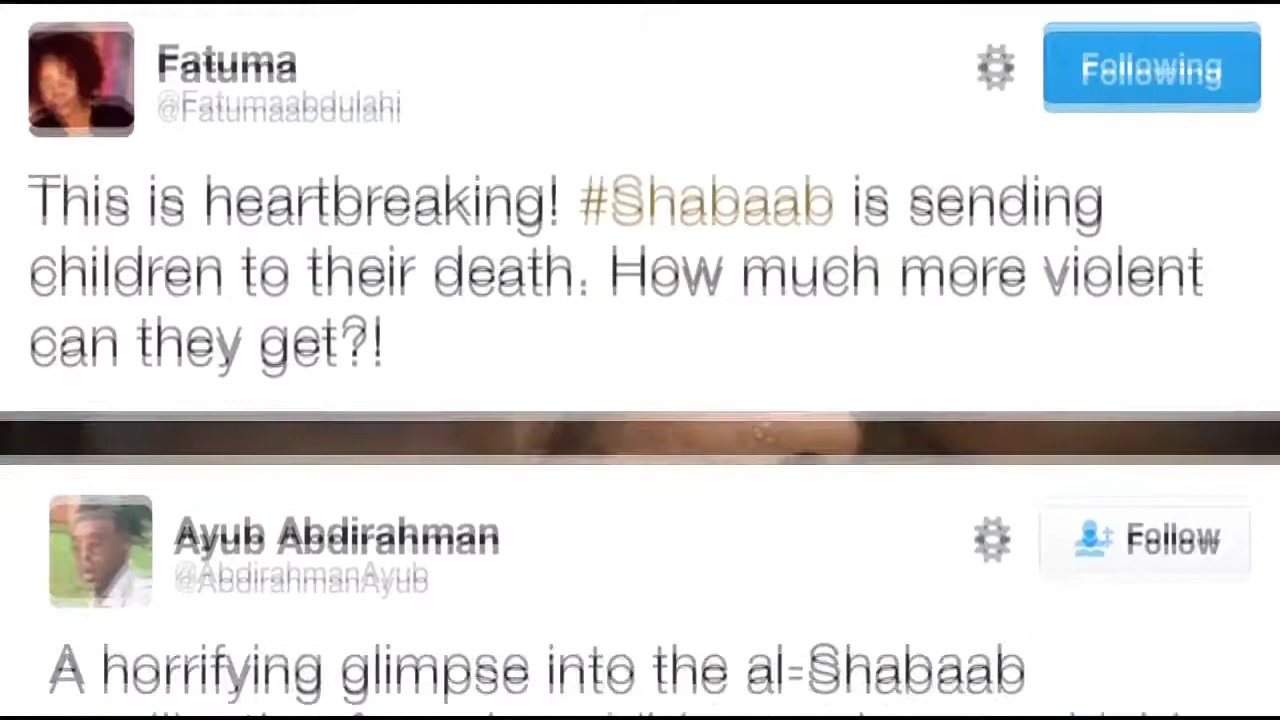 Fatuma
@Fatumaabdulahi
Following
This is heartbreaking! #Shabaab is sending
children to their death. How much more violent
can they get?!
Ayub Abdirahman
@AbdirahmanAyub
Follow
A horrifying glimpse into the al-Shabaab